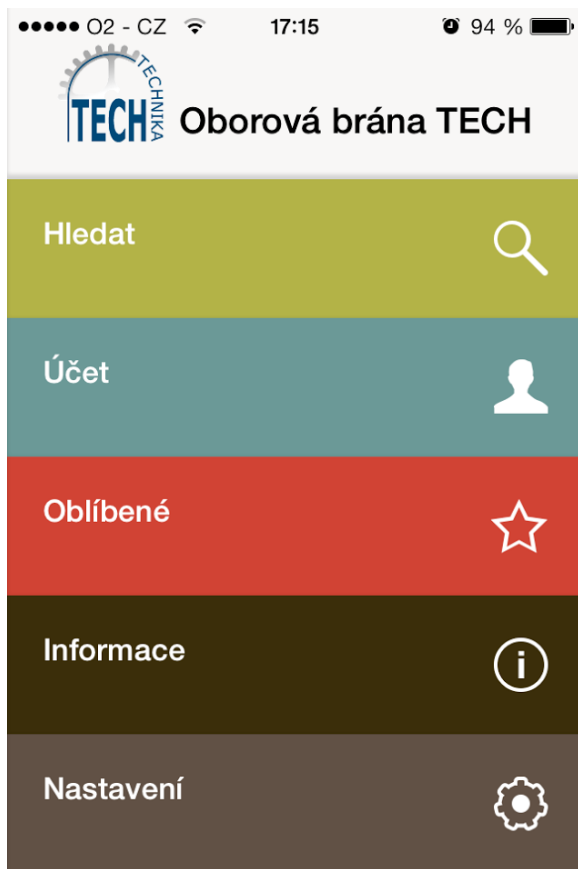 O2 - CZ 17:15 94 %
TECH TECHNIKA
Oborová brána TECH
Hledat
Účet
Oblíbené
Informace
Nastavení